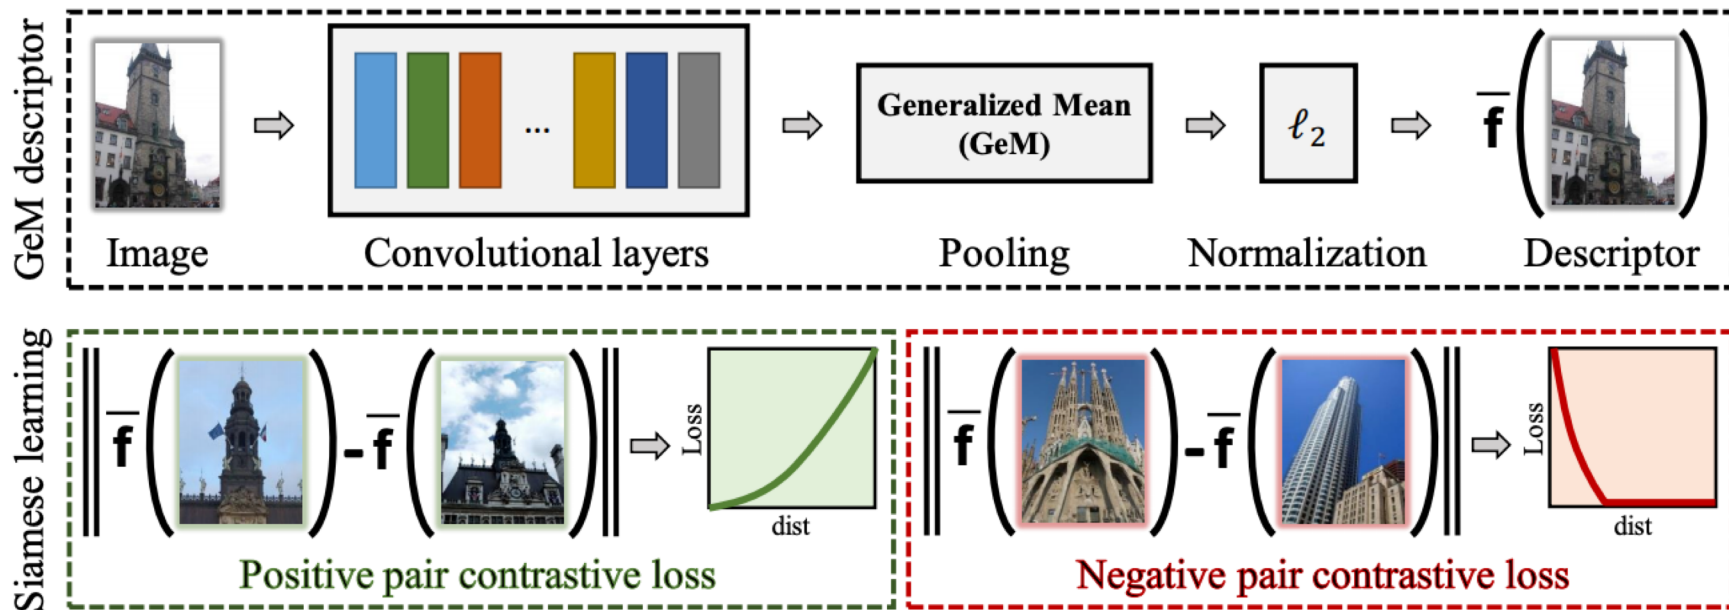 GeM descriptor
...
Generalized Mean
(GeM)
ℓ2
f̅
Image
Convolutional layers
Pooling
Normalization
Descriptor
Siamese learning
f̅ - f̅
Loss
dist
Positive pair contrastive loss
f̅ - f̅
Loss
dist
Negative pair contrastive loss